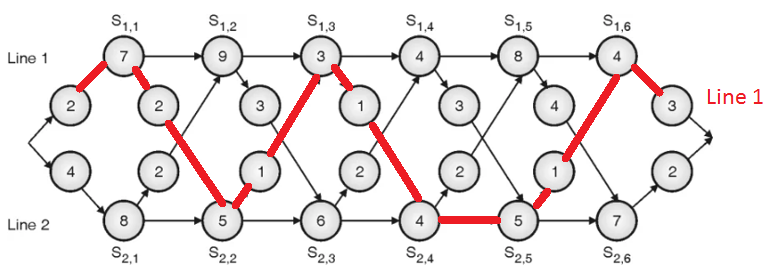 S1,1 S1,2 S1,3 S1,4 S1,5 S1,6
Line 1 7 9 3 4 8 4
2 2 3 1 3 4 3 Line 1
4 2 1 2 2 1 2
Line 2 8 5 6 4 5 7
S2,1 S2,2 S2,3 S2,4 S2,5 S2,6